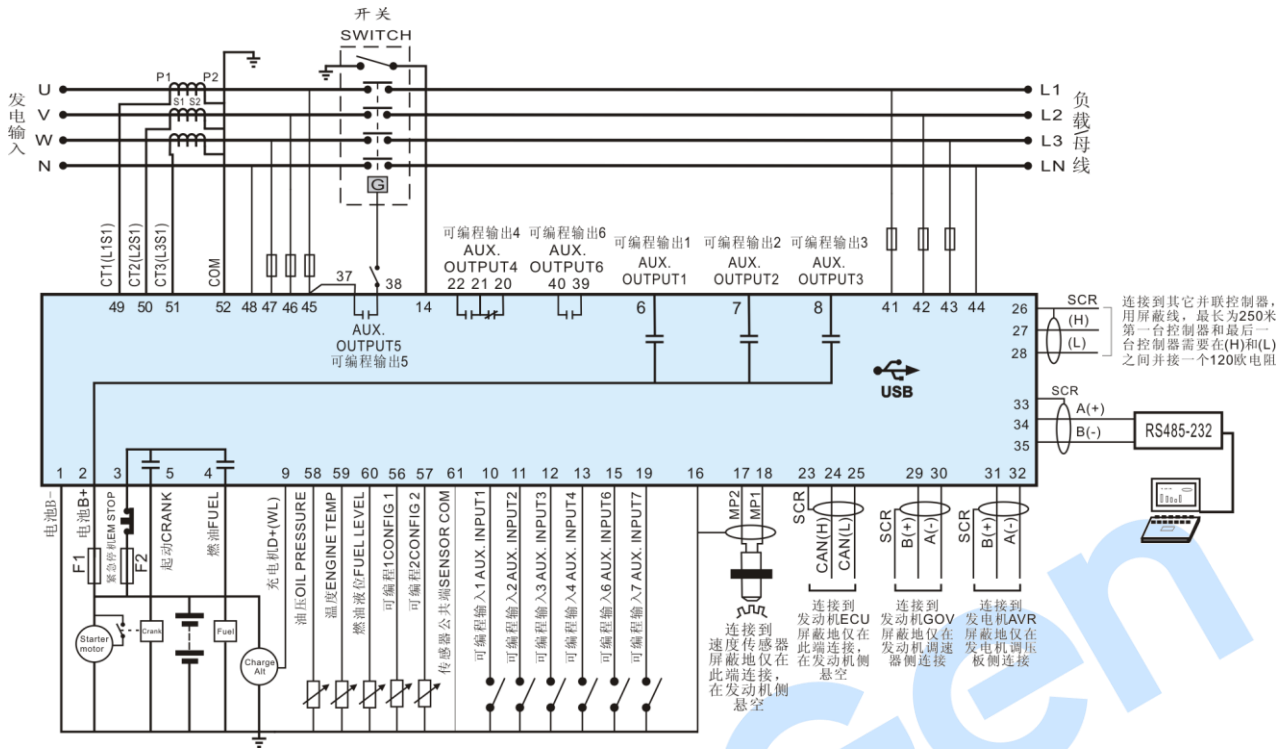 开关
SWITCH
P1
P2
S1 S2
发电输入
U
V
W
N
L1
L2
L3
LN
负载/母线
G
CT1(L1S1)
CT2(L2S1)
CT3(L3S1)
COM
37
38
可编程输出4
AUX.
OUTPUT4
22 21 20
可编程输出6
AUX.
OUTPUT6
40 39
可编程输出1
AUX.
OUTPUT1
可编程输出2
AUX.
OUTPUT2
可编程输出3
AUX.
OUTPUT3
49 50 51 52 48 47 46 45
14
6
7
8
41 42 43 44
AUX.
OUTPUT5
可编程输出5
USB
26
27
28
SCR
(H)
(L)
连接到其它并联控制器，
用屏蔽线，最长为250米
第一台控制器和最后一
台控制器需要在(H)和(L)
之间并接一个120欧电阻
33
34
35
SCR
A(+)
B(-)
RS485-232
1 2 3 5 4 9 58 59 60 56 57 61 10 11 12 13 15 19 16 17 18 23 24 25 29 30 31 32
电池B-
电池B+
F1
紧急停机EM STOP
F2
起动CRANK
燃油FUEL
充电机D+(WL)
油压OIL PRESSURE
温度ENGINE TEMP
燃油液位FUEL LEVEL
可编程1CONFIG 1
可编程2CONFIG 2
传感器公共端SENSOR COM
可编程输入1 AUX. INPUT1
可编程输入2 AUX. INPUT2
可编程输入3 AUX. INPUT3
可编程输入4 AUX. INPUT4
可编程输入6 AUX. INPUT6
可编程输入7 AUX. INPUT7
MP2
MP1
SCR
CAN(H)
CAN(L)
SCR
B(+)
A(-)
SCR
B(+)
A(-)
Starter
motor
Crank
Fuel
Charge
Alt
连接到
速度传感器
屏蔽地仅在
此端连接，
在发动机侧
悬空
连接到
发动机ECU
屏蔽地仅在
此端连接，
在发动机侧
悬空
连接到
发动机GOV
屏蔽地仅在
发动机调速
器侧连接
连接到
发电机AVR
屏蔽地仅在
发电机调压
板侧连接